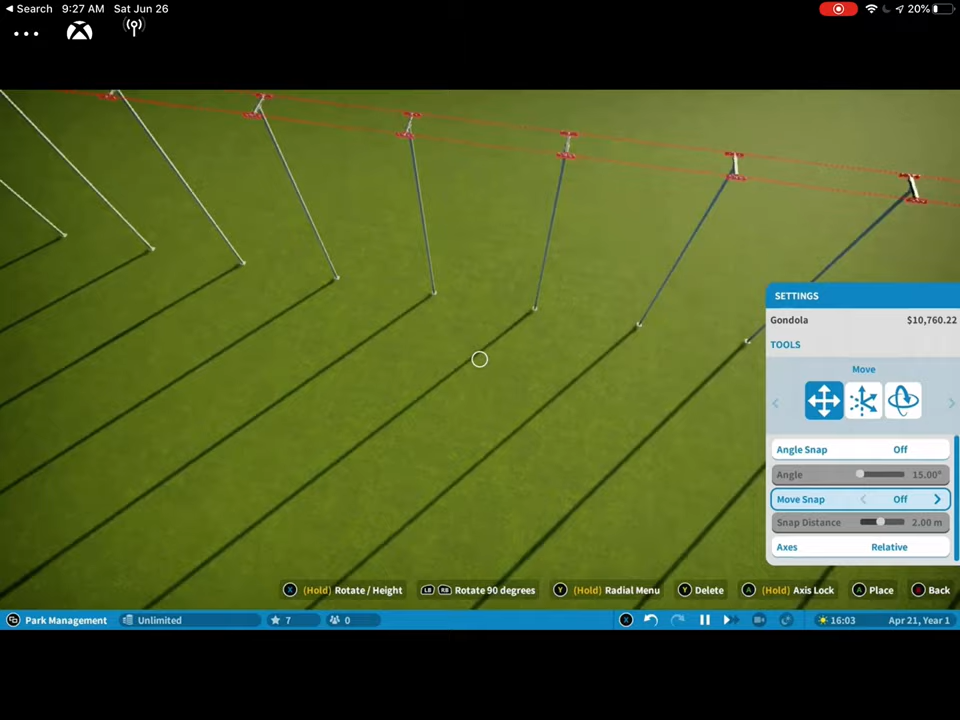 ◀ Search 9:27 AM Sat Jun 26 20%
SETTINGS
Gondola $10,760.22
TOOLS
Move
Angle Snap Off
Angle 15.00°
Move Snap Off
Snap Distance 2.00 m
Axes Relative
X (Hold) Rotate / Height LB RB Rotate 90 degrees Y (Hold) Radial Menu Y Delete A (Hold) Axis Lock A Place B Back
Park Management Unlimited 7 0 X 16:03 Apr 21, Year 1